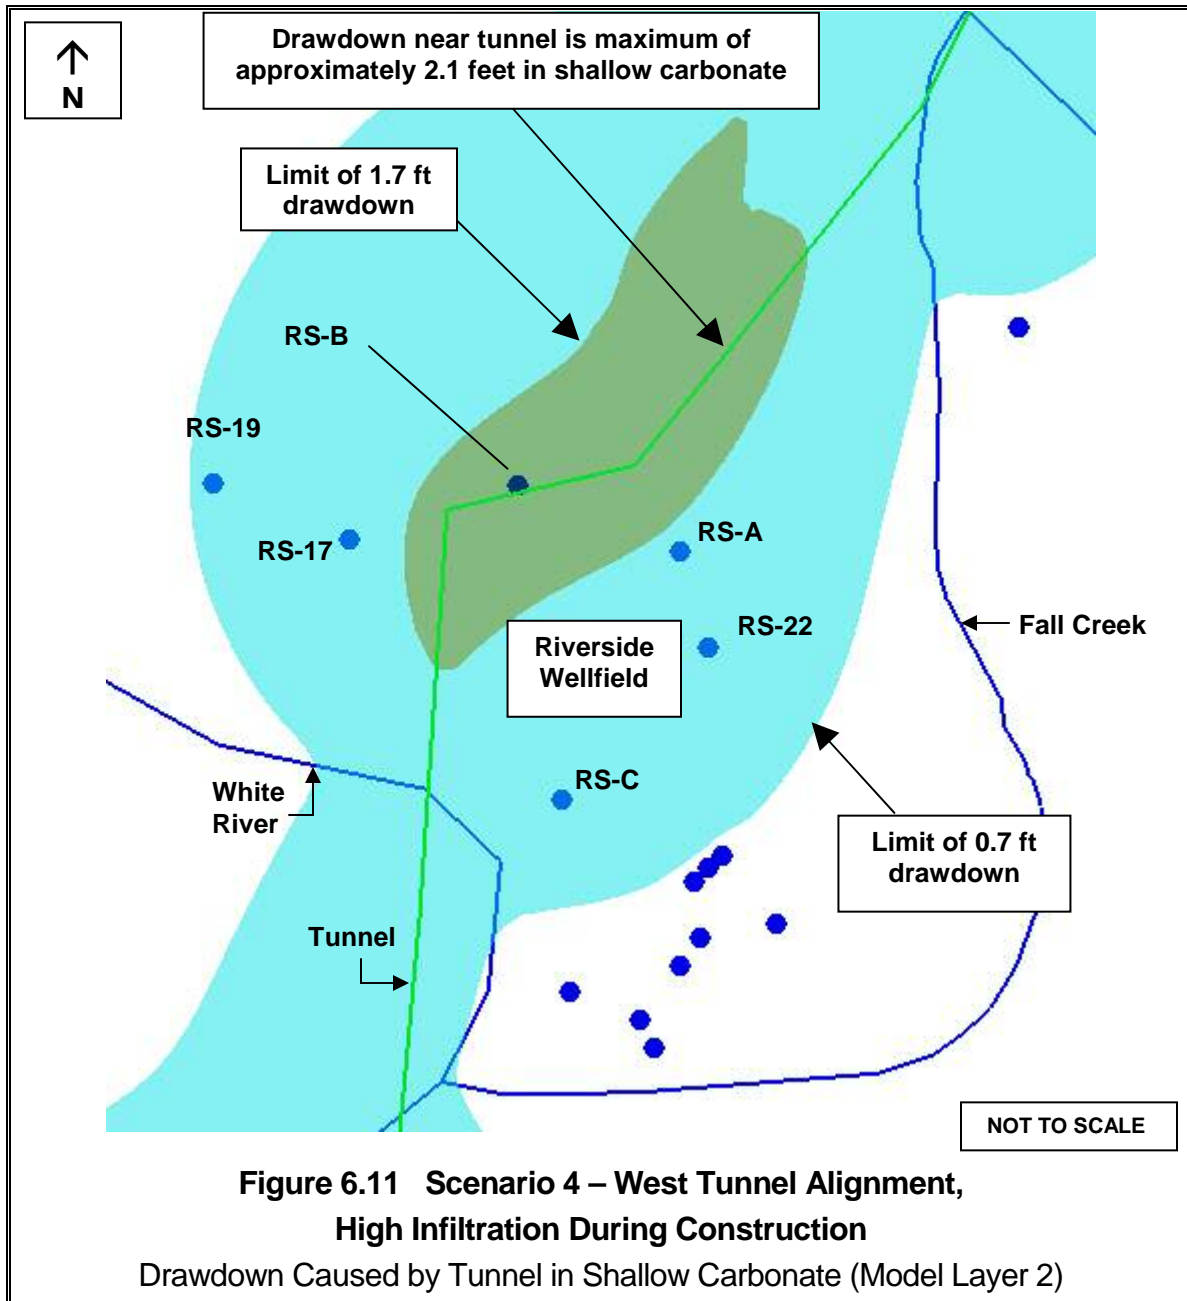 N
Drawdown near tunnel is maximum of
approximately 2.1 feet in shallow carbonate
Limit of 1.7 ft
drawdown
RS-B
RS-19
RS-17
RS-A
RS-22
Riverside
Wellfield
Fall Creek
White
River
RS-C
Limit of 0.7 ft
drawdown
Tunnel
NOT TO SCALE
Figure 6.11 Scenario 4 – West Tunnel Alignment,
High Infiltration During Construction
Drawdown Caused by Tunnel in Shallow Carbonate (Model Layer 2)